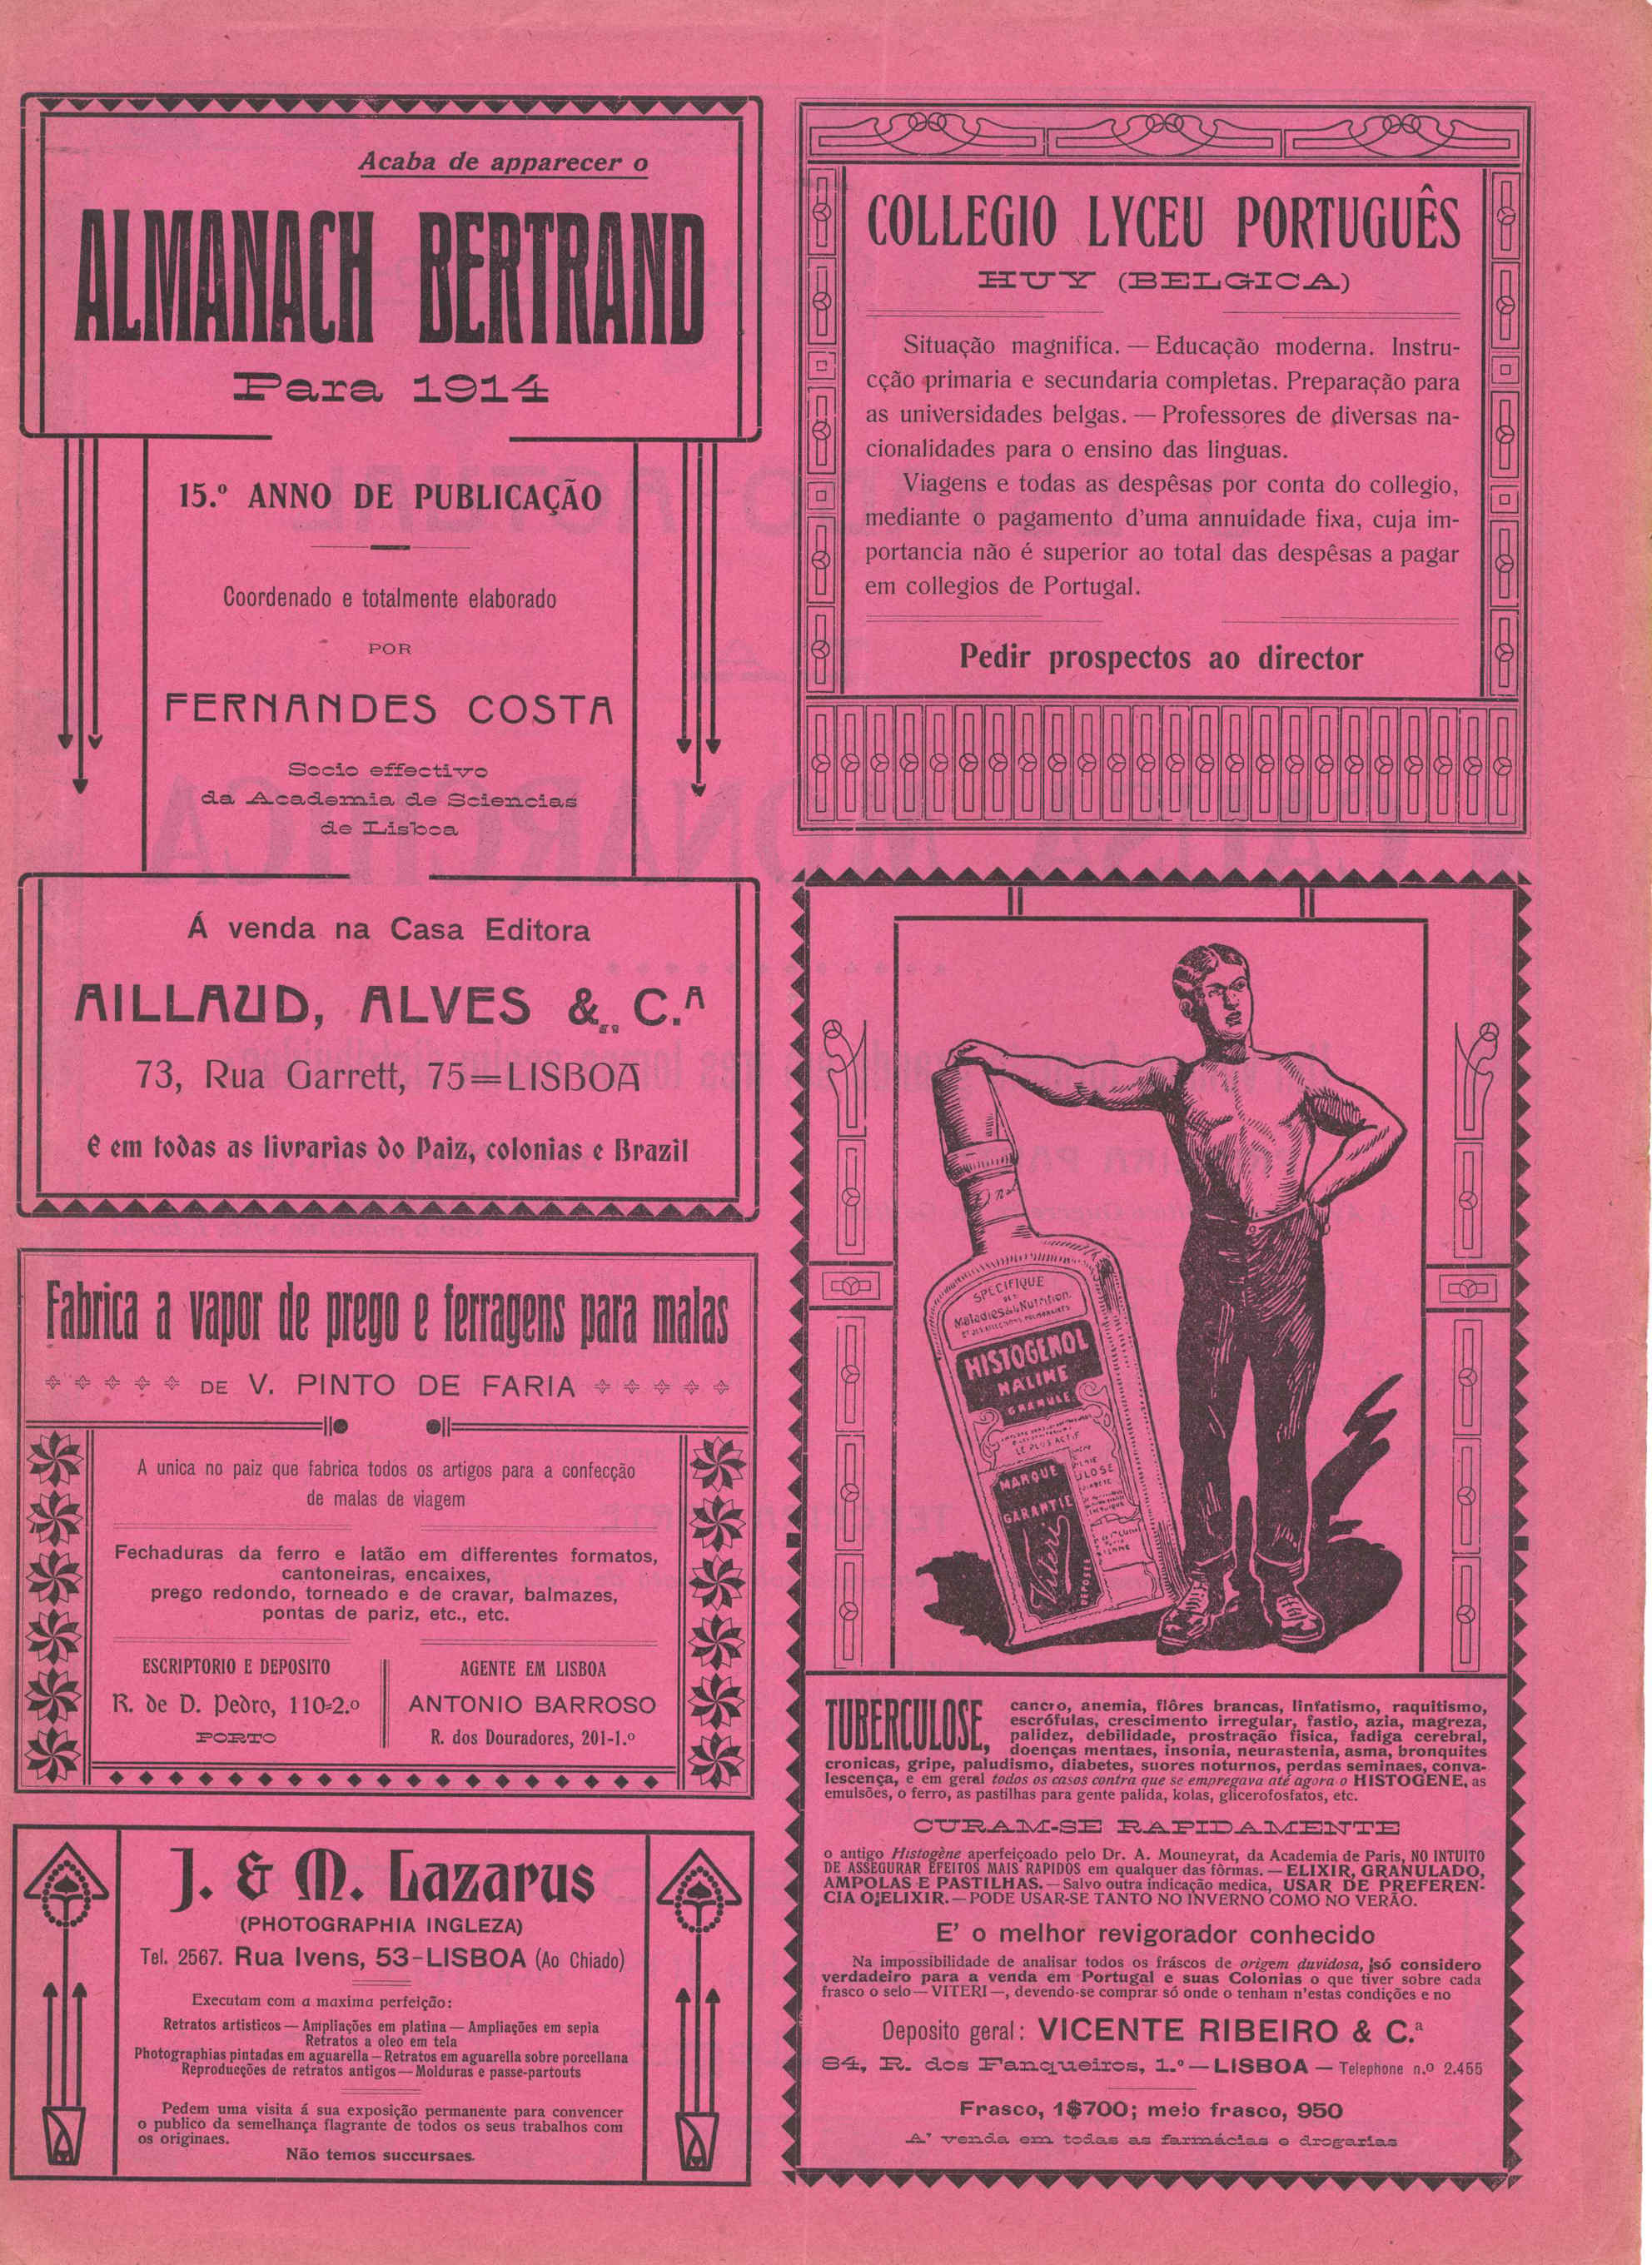 Acaba de apparecer o
ALMANACH BERTRAND
Para 1914
15.º ANNO DE PUBLICAÇÃO
Coordenado e totalmente elaborado
POR
FERNANDES COSTA
Socio effectivo
da Academia de Sciencias
de Lisboa
Á venda na Casa Editora
AILLAUD, ALVES & C.ª
73, Rua Garrett, 75=LISBOA
e em todas as livrarias do Paiz, colonias e Brazil
Fabrica a vapor de prego e ferragens para malas
DE V. PINTO DE FARIA
A unica no paiz que fabrica todos os artigos para a confecção
de malas de viagem
Fechaduras da ferro e latão em differentes formatos,
cantoneiras, encaixes,
prego redondo, torneado e de cravar, balmazes,
pontas de pariz, etc., etc.
ESCRIPTORIO E DEPOSITO
R. de D. Pedro, 110=2.º
PORTO
AGENTE EM LISBOA
ANTONIO BARROSO
R. dos Douradores, 201-1.º
J. & M. Lazarus
(PHOTOGRAPHIA INGLEZA)
Tel. 2567. Rua Ivens, 53-LISBOA (Ao Chiado)
Executam com a maxima perfeição:
Retratos artisticos — Ampliações em platina — Ampliações em sepia
Retratos a oleo em tela
Photographias pintadas em aguarella — Retratos em aguarella sobre porcellana
Reproducções de retratos antigos — Molduras e passe-partouts
Pedem uma visita á sua exposição permanente para convencer
o publico da semelhança flagrante de todos os seus trabalhos com
os originaes.
Não temos succursaes.
COLLEGIO LYCEU PORTUGUÊS
HUY (BELGICA)
Situação magnifica. — Educação moderna. Instru-
cção primaria e secundaria completas. Preparação para
as universidades belgas. — Professores de diversas na-
cionalidades para o ensino das linguas.
Viagens e todas as despêsas por conta do collegio,
mediante o pagamento d'uma annuidade fixa, cuja im-
portancia não é superior ao total das despêsas a pagar
em collegios de Portugal.
Pedir prospectos ao director
SPECIFIQUE
Maladies de la Nutrition.
HISTOGENOL
NALINE
GRANULE
LE PLUS ACTIF
MARQUE
GARANTIE
Viteri
DEPOSÉE
TUBERCULOSE, cancro, anemia, flôres brancas, linfatismo, raquitismo,
escrófulas, crescimento irregular, fastio, azia, magreza,
palidez, debilidade, prostração fisica, fadiga cerebral,
doenças mentaes, insonia, neurastenia, asma, bronquites
cronicas, gripe, paludismo, diabetes, suores noturnos, perdas seminaes, conva-
lescença, e em geral todos os casos contra que se empregava até agora o HISTOGENE, as
emulsões, o ferro, as pastilhas para gente palida, kolas, glicerofosfatos, etc.
CURAM-SE RAPIDAMENTE
o antigo Histogène aperfeiçoado pelo Dr. A. Mouneyrat, da Academia de Paris, NO INTUITO
DE ASSEGURAR EFEITOS MAIS RAPIDOS em qualquer das fôrmas. — ELIXIR, GRANULADO,
AMPOLAS E PASTILHAS. — Salvo outra indicação medica, USAR DE PREFEREN-
CIA O ELIXIR. — PODE USAR-SE TANTO NO INVERNO COMO NO VERÃO.
E' o melhor revigorador conhecido
Na impossibilidade de analisar todos os fráscos de origem duvidosa, só considero
verdadeiro para a venda em Portugal e suas Colonias o que tiver sobre cada
frasco o selo — VITERI —, devendo-se comprar só onde o tenham n'estas condições e no
Deposito geral: VICENTE RIBEIRO & C.ª
84, R. dos Fanqueiros, 1.º — LISBOA — Telephone n.º 2.455
Frasco, 1$700; meio frasco, 950
A' venda em todas as farmácias e drogarias